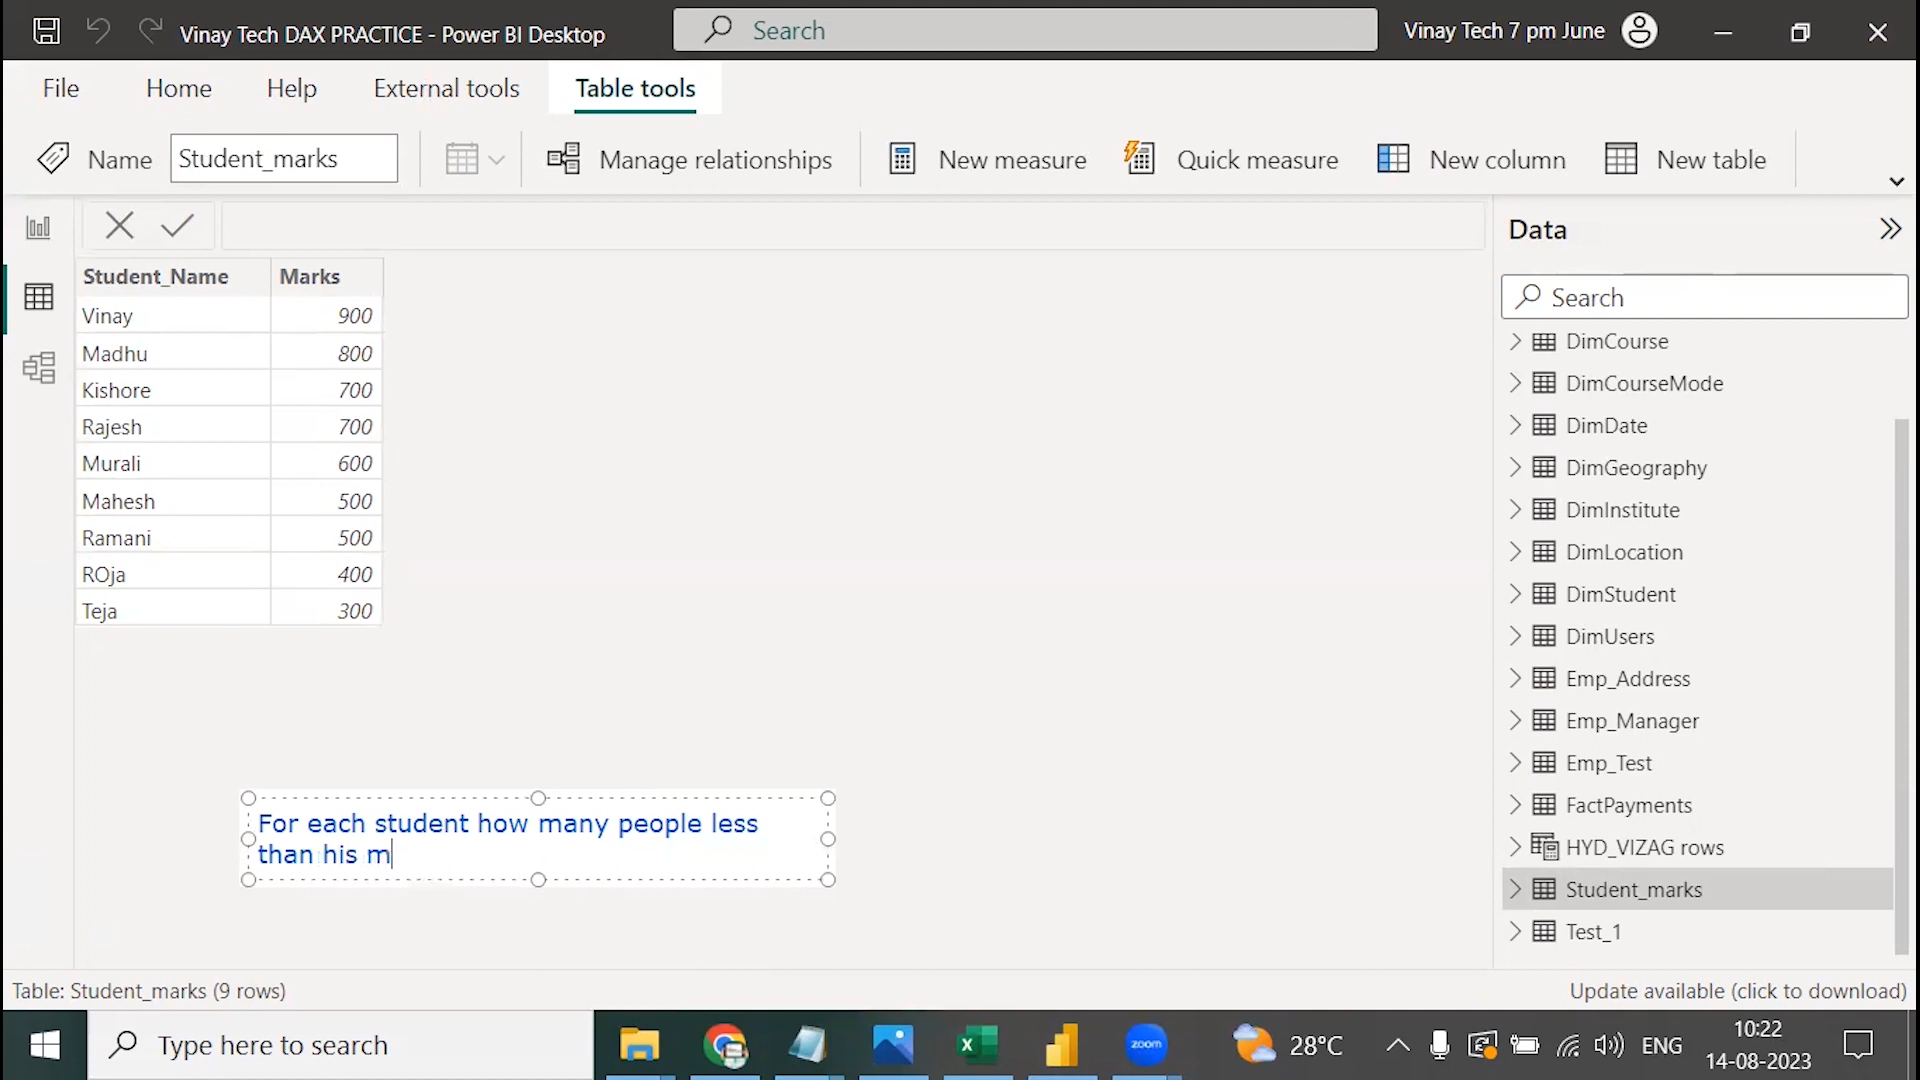 Vinay Tech DAX PRACTICE - Power BI Desktop
Search
Vinay Tech 7 pm June
File
Home
Help
External tools
Table tools
Name
Student_marks
Manage relationships
New measure
Quick measure
New column
New table
Student_Name Marks
Vinay 900
Madhu 800
Kishore 700
Rajesh 700
Murali 600
Mahesh 500
Ramani 500
ROja 400
Teja 300
For each student how many people less
than his m
Data
Search
DimCourse
DimCourseMode
DimDate
DimGeography
DimInstitute
DimLocation
DimStudent
DimUsers
Emp_Address
Emp_Manager
Emp_Test
FactPayments
HYD_VIZAG rows
Student_marks
Test_1
Table: Student_marks (9 rows)
Update available (click to download)
Type here to search
zoom
28°C
ENG
10:22
14-08-2023